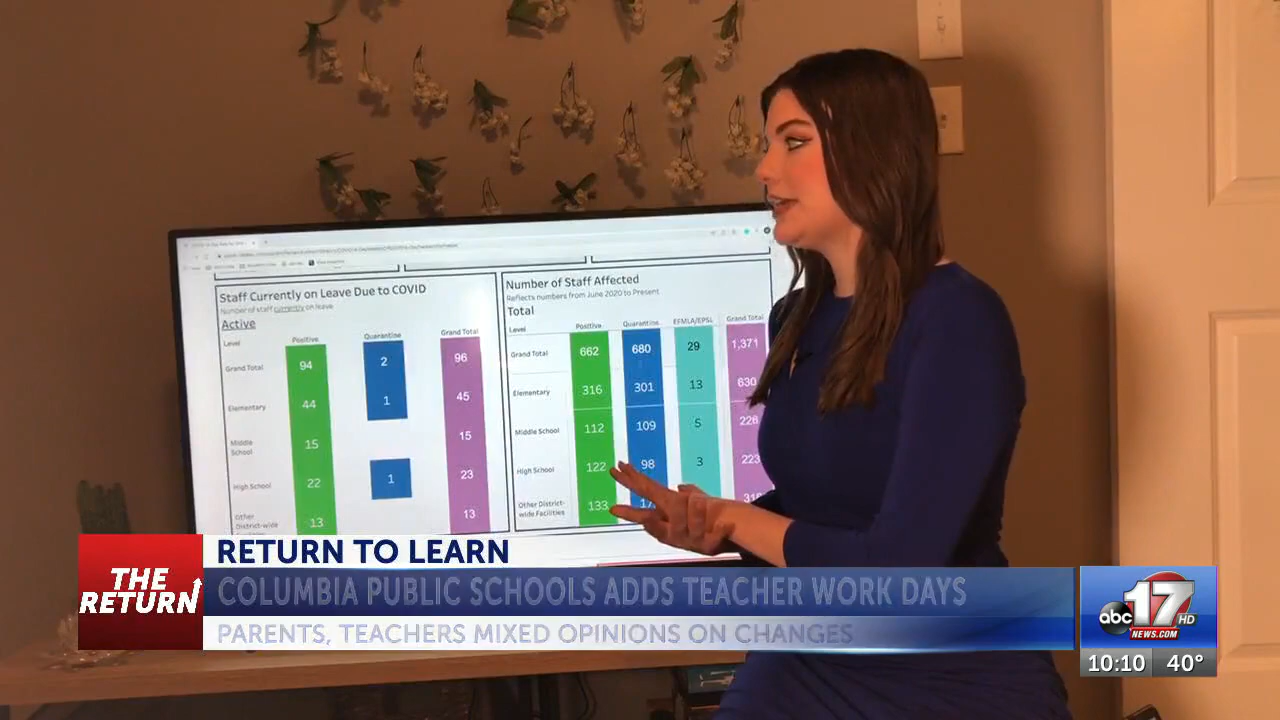 Staff Currently on Leave Due to COVID
Number of staff currently on leave
Active
Level Positive Quarantine Grand Total
Grand Total 94 2 96
Elementary 44 1 45
Middle School 15 15
High School 22 1 23
Other District-wide 13 13
Number of Staff Affected
Reflects numbers from June 2020 to Present
Total
Level Positive Quarantine EFMLA/EPSL Grand Total
Grand Total 662 680 29 1,371
Elementary 316 301 13 630
Middle School 112 109 5 226
High School 122 98 3 223
Other District-wide Facilities 133
THE RETURN
RETURN TO LEARN
COLUMBIA PUBLIC SCHOOLS ADDS TEACHER WORK DAYS
PARENTS, TEACHERS MIXED OPINIONS ON CHANGES
abc 17 HD
NEWS.COM
10:10 40°